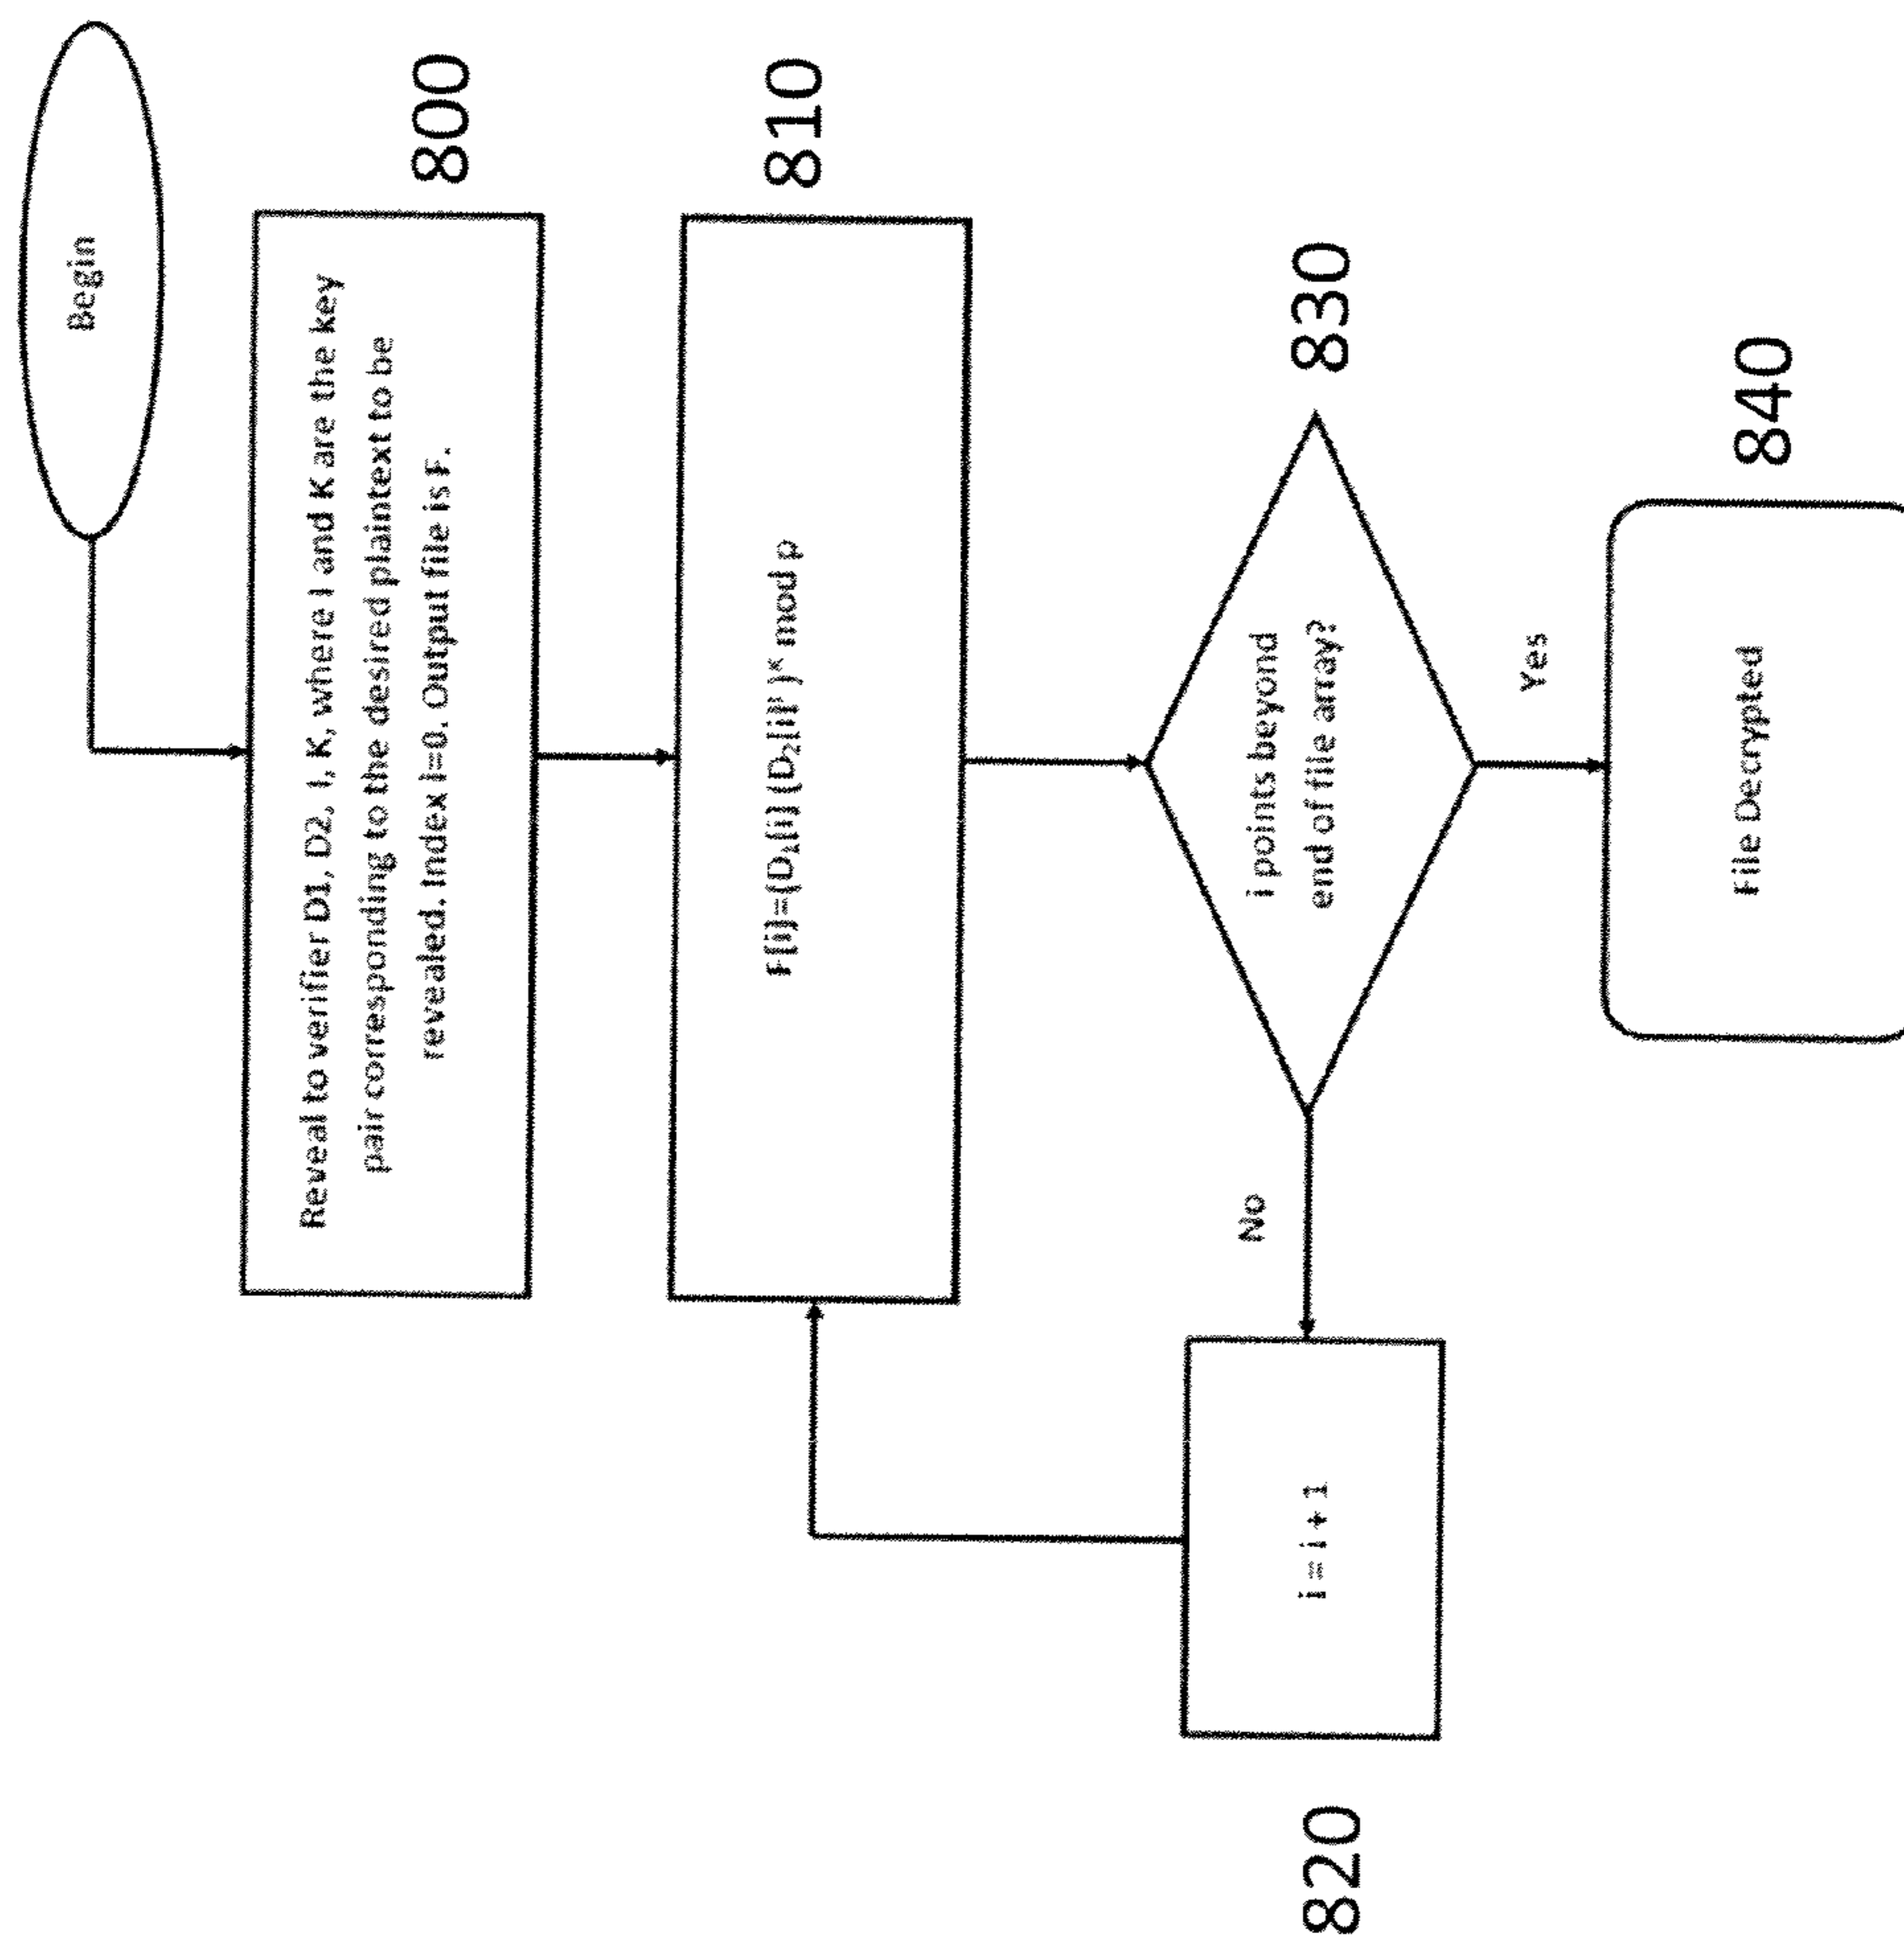 Begin
Reveal to verifier D1, D2, I, K, where I and K are the key
pair corresponding to the desired plaintext to be
revealed. Index I=0. Output file is F.
800
F[i]=(D₁[i] (D₂[i]ᴵ )ᴷ mod p
810
i points beyond
end of file array?
830
No
Yes
i = i + 1
820
File Decrypted
840